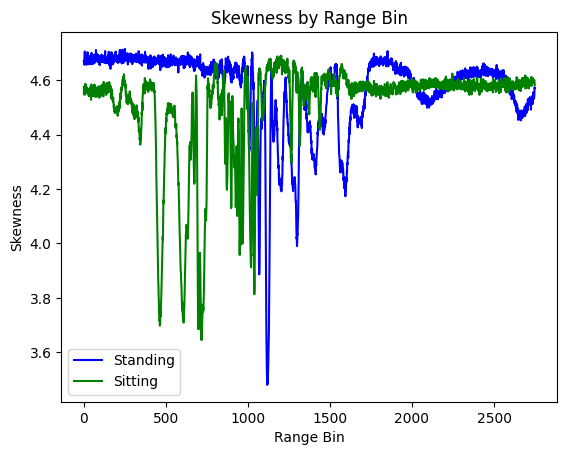 Skewness by Range Bin
Skewness
4.6
4.4
4.2
4.0
3.8
3.6
Standing
Sitting
0
500
1000
1500
2000
2500
Range Bin